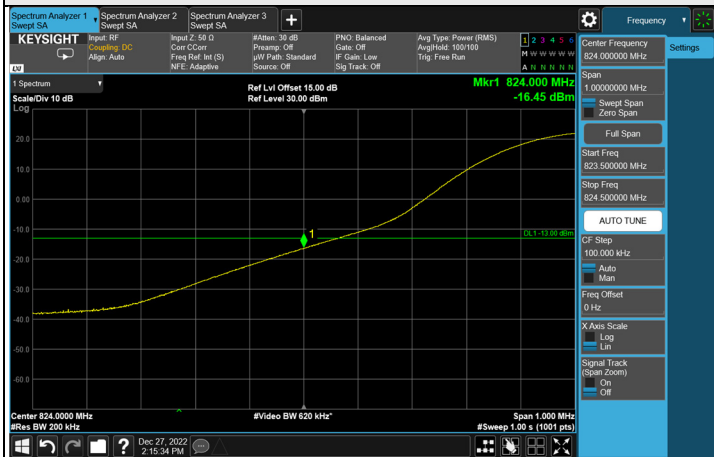 Spectrum Analyzer 1
Swept SA
Spectrum Analyzer 2
Swept SA
Spectrum Analyzer 3
Swept SA
Frequency
KEYSIGHT
Input: RF
Coupling: DC
Align: Auto
Input Z: 50 Ω
Corr CCorr
Freq Ref: Int (S)
NFE: Adaptive
#Atten: 30 dB
Preamp: Off
µW Path: Standard
Source: Off
PNO: Balanced
Gate: Off
IF Gain: Low
Sig Track: Off
Avg Type: Power (RMS)
Avg|Hold: 100/100
Trig: Free Run
1 2 3 4 5 6
M W W W W W
A N N N N N
LXI
1 Spectrum
Scale/Div 10 dB
Log
Ref Lvl Offset 15.00 dB
Ref Level 30.00 dBm
Mkr1 824.000 MHz
-16.45 dBm
20.0
10.0
0.00
-10.0
-20.0
-30.0
-40.0
-50.0
-60.0
1
DL1 -13.00 dBm
Center 824.0000 MHz
#Res BW 200 kHz
#Video BW 620 kHz*
Span 1.000 MHz
#Sweep 1.00 s (1001 pts)
Dec 27, 2022
2:15:34 PM
Center Frequency
824.000000 MHz
Span
1.00000000 MHz
Swept Span
Zero Span
Full Span
Start Freq
823.500000 MHz
Stop Freq
824.500000 MHz
AUTO TUNE
CF Step
100.000 kHz
Auto
Man
Freq Offset
0 Hz
X Axis Scale
Log
Lin
Signal Track
(Span Zoom)
On
Off
Settings